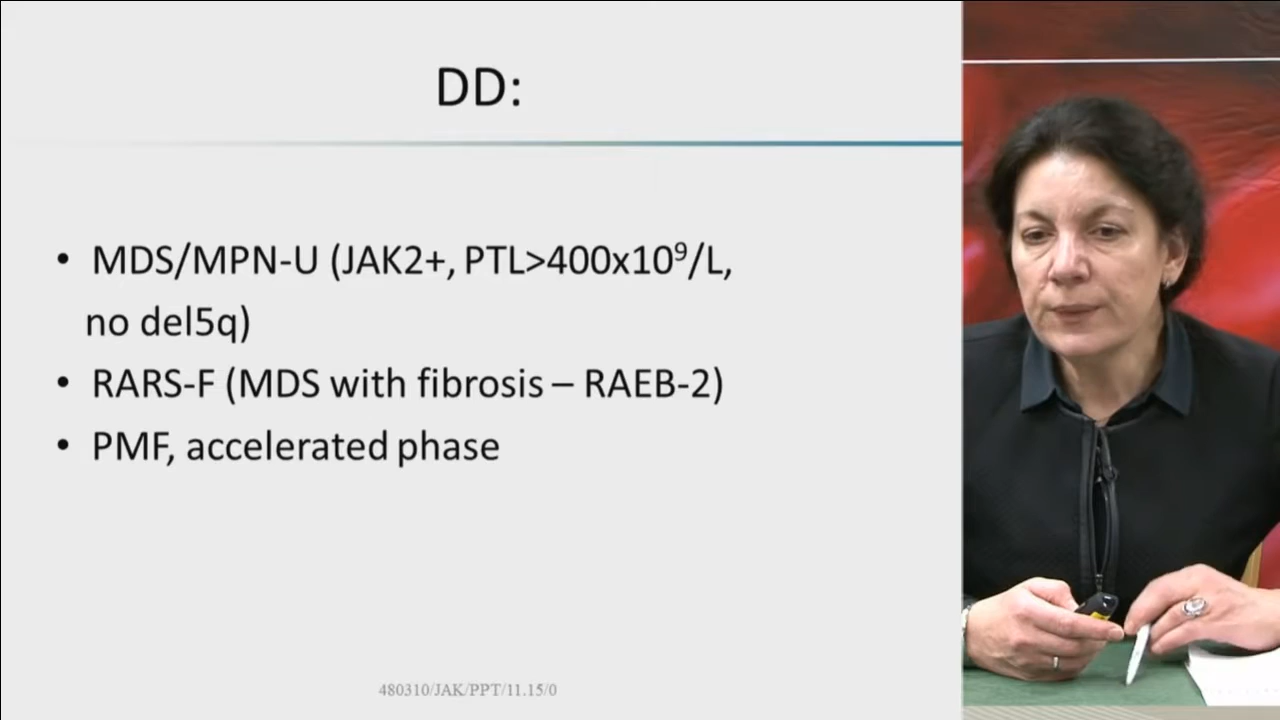 DD:
• MDS/MPN-U (JAK2+, PTL>400x10⁹/L,
no del5q)
• RARS-F (MDS with fibrosis – RAEB-2)
• PMF, accelerated phase
480310/JAK/PPT/11.15/0